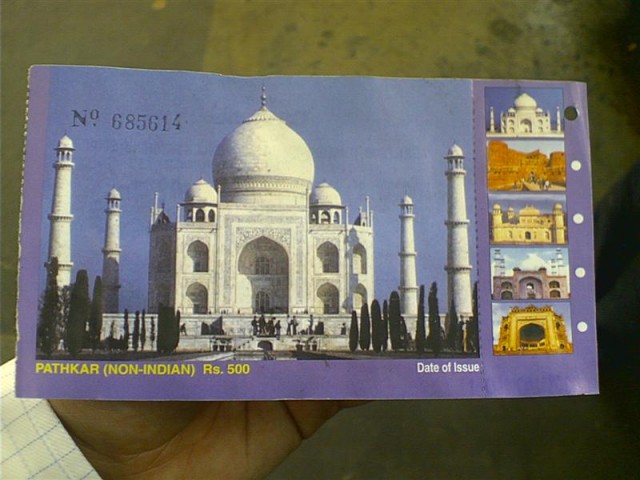 Nº 685614
PATHKAR (NON-INDIAN) Rs. 500
Date of Issue